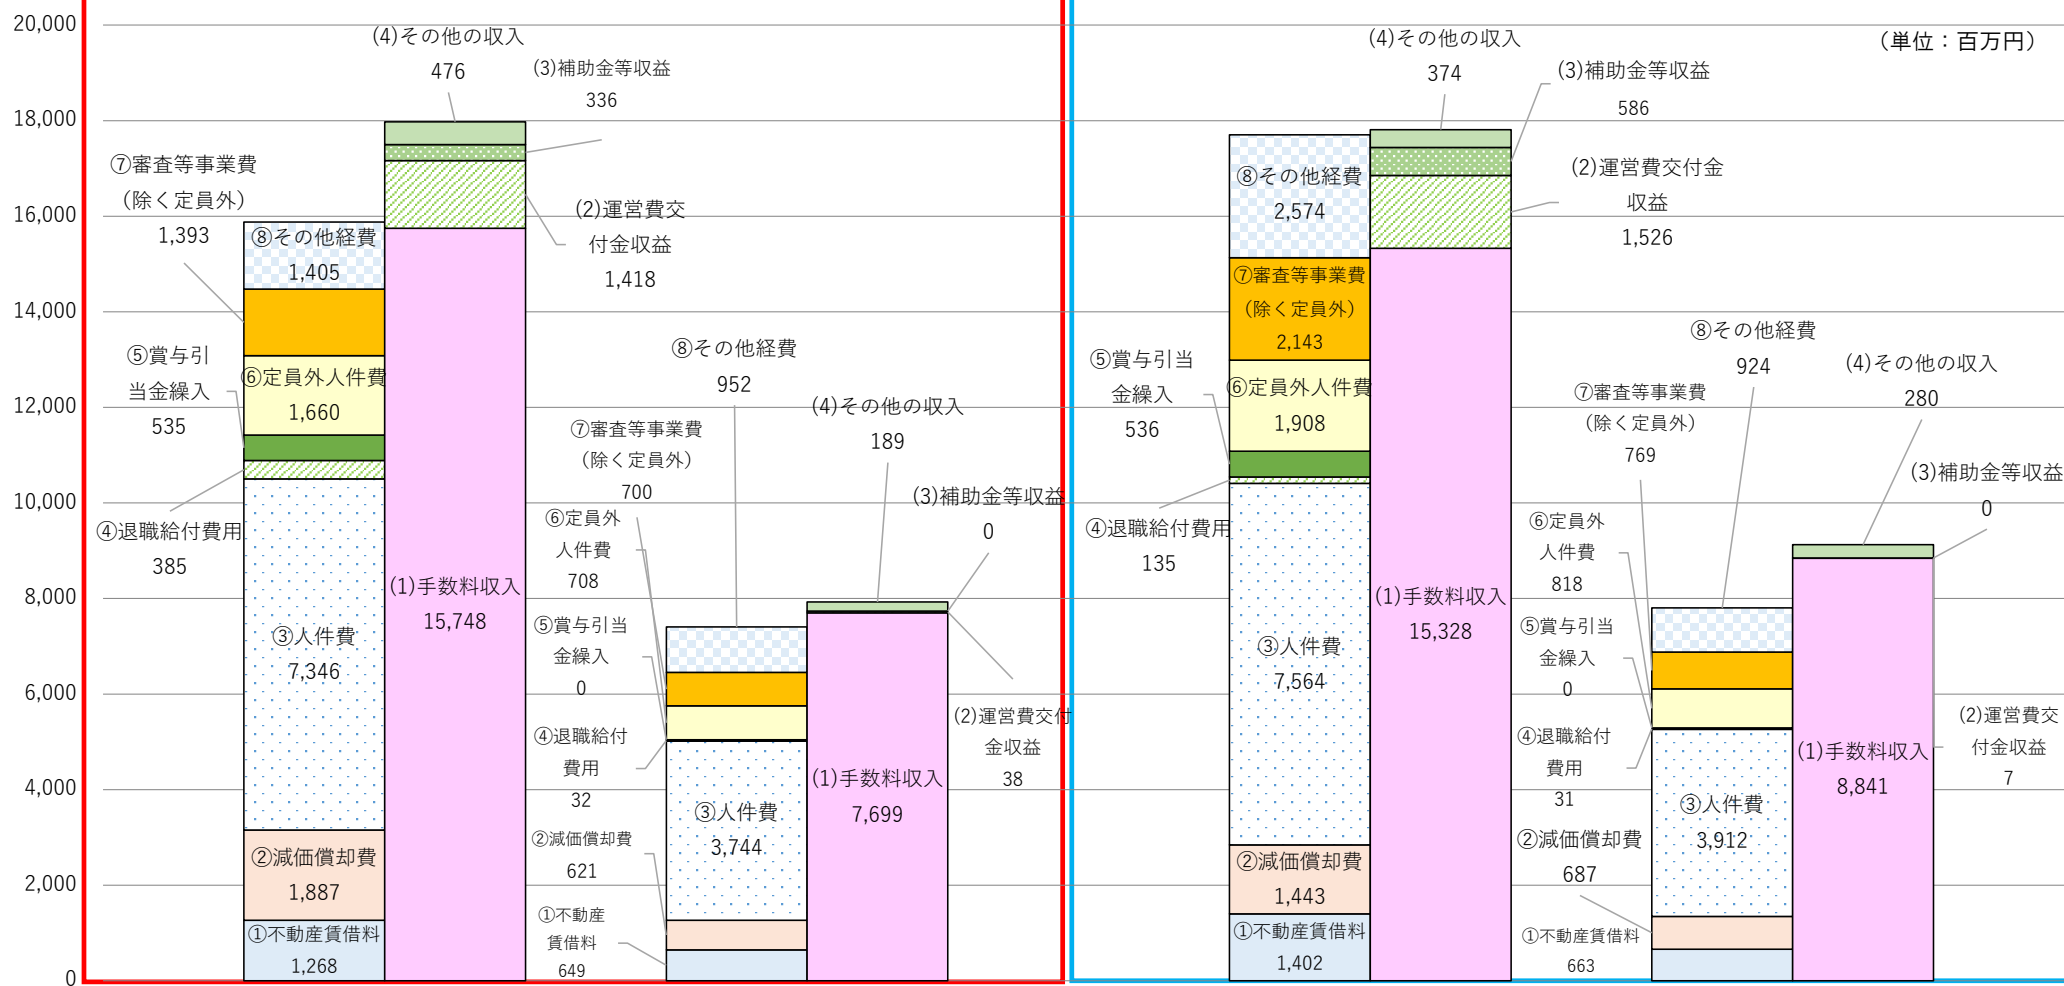 20,000
18,000
16,000
14,000
12,000
10,000
8,000
6,000
4,000
2,000
0
(4)その他の収入
476
(3)補助金等収益
336
⑦審査等事業費
（除く定員外）
1,393
(2)運営費交
付金収益
1,418
⑧その他経費
1,405
⑤賞与引
当金繰入
535
⑥定員外人件費
1,660
④退職給付費用
385
(1)手数料収入
15,748
③人件費
7,346
②減価償却費
1,887
①不動産賃借料
1,268
⑧その他経費
952
⑦審査等事業費
（除く定員外）
700
(4)その他の収入
189
(3)補助金等収益
0
⑥定員外
人件費
708
⑤賞与引当
金繰入
0
④退職給付
費用
32
(2)運営費交付
金収益
38
(1)手数料収入
7,699
③人件費
3,744
②減価償却費
621
①不動産
賃借料
649
（単位：百万円）
(4)その他の収入
374
(3)補助金等収益
586
(2)運営費交付金
収益
1,526
⑧その他経費
2,574
⑦審査等事業費
（除く定員外）
2,143
⑤賞与引当
金繰入
536
⑥定員外人件費
1,908
④退職給付費用
135
(1)手数料収入
15,328
③人件費
7,564
②減価償却費
1,443
①不動産賃借料
1,402
⑧その他経費
924
(4)その他の収入
280
⑦審査等事業費
（除く定員外）
769
(3)補助金等収益
0
⑥定員外
人件費
818
⑤賞与引当
金繰入
0
④退職給付
費用
31
(2)運営費交
付金収益
7
(1)手数料収入
8,841
③人件費
3,912
②減価償却費
687
①不動産賃借料
663